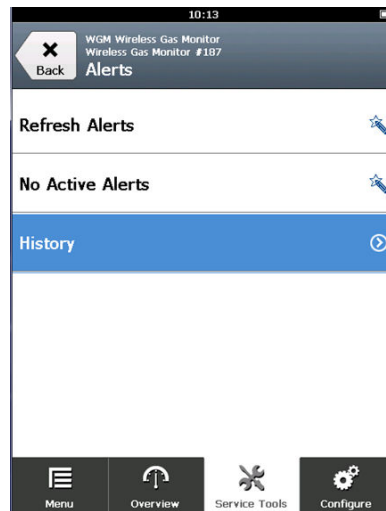 10:13
WGM Wireless Gas Monitor
Wireless Gas Monitor #187
Back
Alerts
Refresh Alerts
No Active Alerts
History
Menu
Overview
Service Tools
Configure